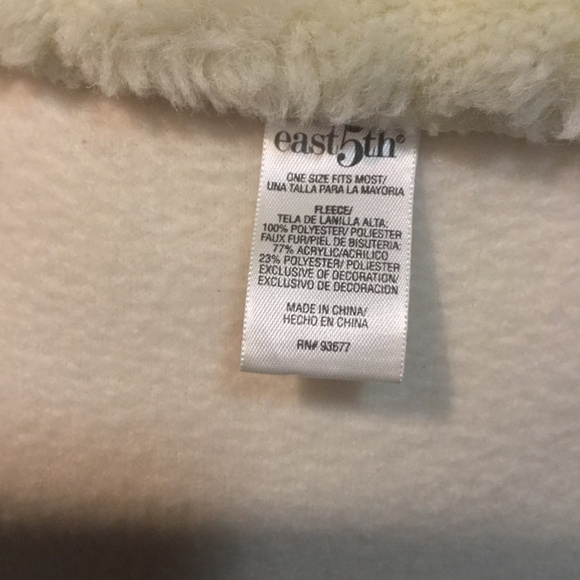 east5th®
ONE SIZE FITS MOST/
UNA TALLA PARA LA MAYORIA
FLEECE/
TELA DE LANILLA ALTA:
100% POLYESTER/ POLIESTER
FAUX FUR/PIEL DE BISUTERIA:
77% ACRYLIC/ACRILICO
23% POLYESTER/ POLIESTER
EXCLUSIVE OF DECORATION/
EXCLUSIVO DE DECORACION
MADE IN CHINA/
HECHO EN CHINA
RN# 93677